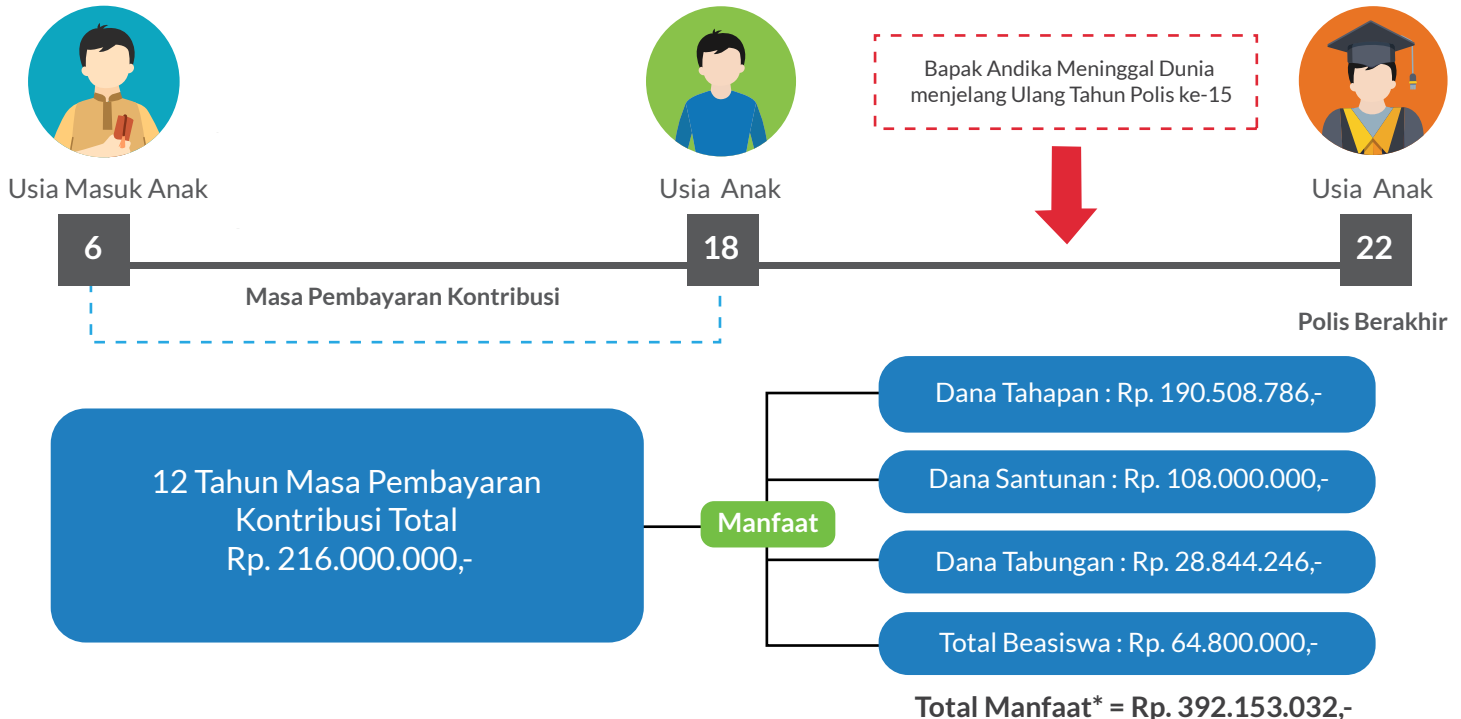 Bapak Andika Meninggal Dunia
menjelang Ulang Tahun Polis ke-15
Usia Masuk Anak
Usia Anak
Usia Anak
6
18
22
Masa Pembayaran Kontribusi
Polis Berakhir
12 Tahun Masa Pembayaran
Kontribusi Total
Rp. 216.000.000,-
Manfaat
Dana Tahapan : Rp. 190.508.786,-
Dana Santunan : Rp. 108.000.000,-
Dana Tabungan : Rp. 28.844.246,-
Total Beasiswa : Rp. 64.800.000,-
Total Manfaat* = Rp. 392.153.032,-